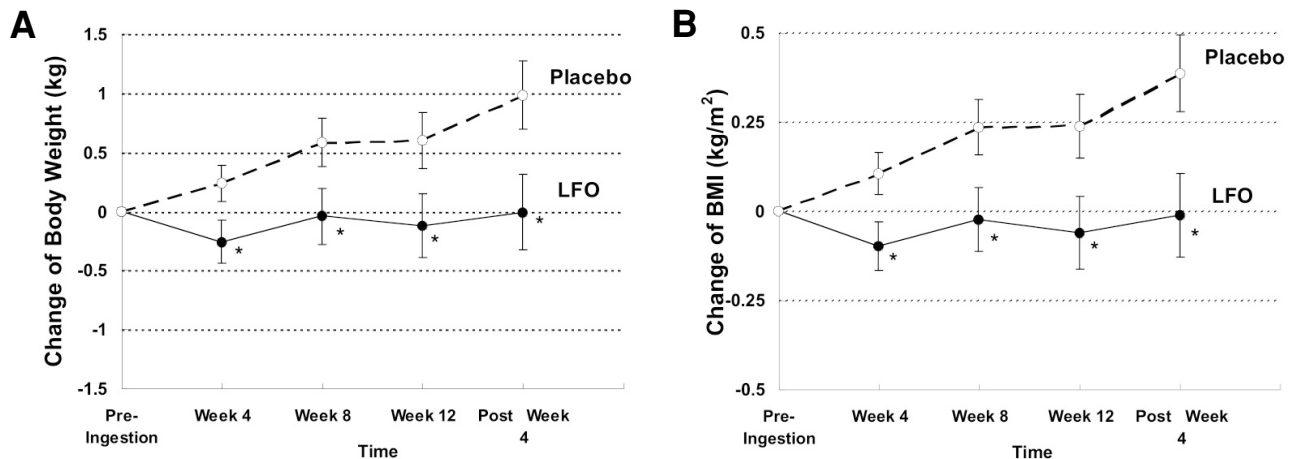 A
Change of Body Weight (kg)
1.5
1
0.5
0
-0.5
-1
-1.5
Placebo
LFO
*
*
*
*
Pre-
Ingestion
Week 4
Week 8
Week 12
Post Week
4
Time
B
Change of BMI (kg/m²)
0.5
0.25
0
-0.25
-0.5
Placebo
LFO
*
*
*
*
Pre-
Ingestion
Week 4
Week 8
Week 12
Post Week
4
Time